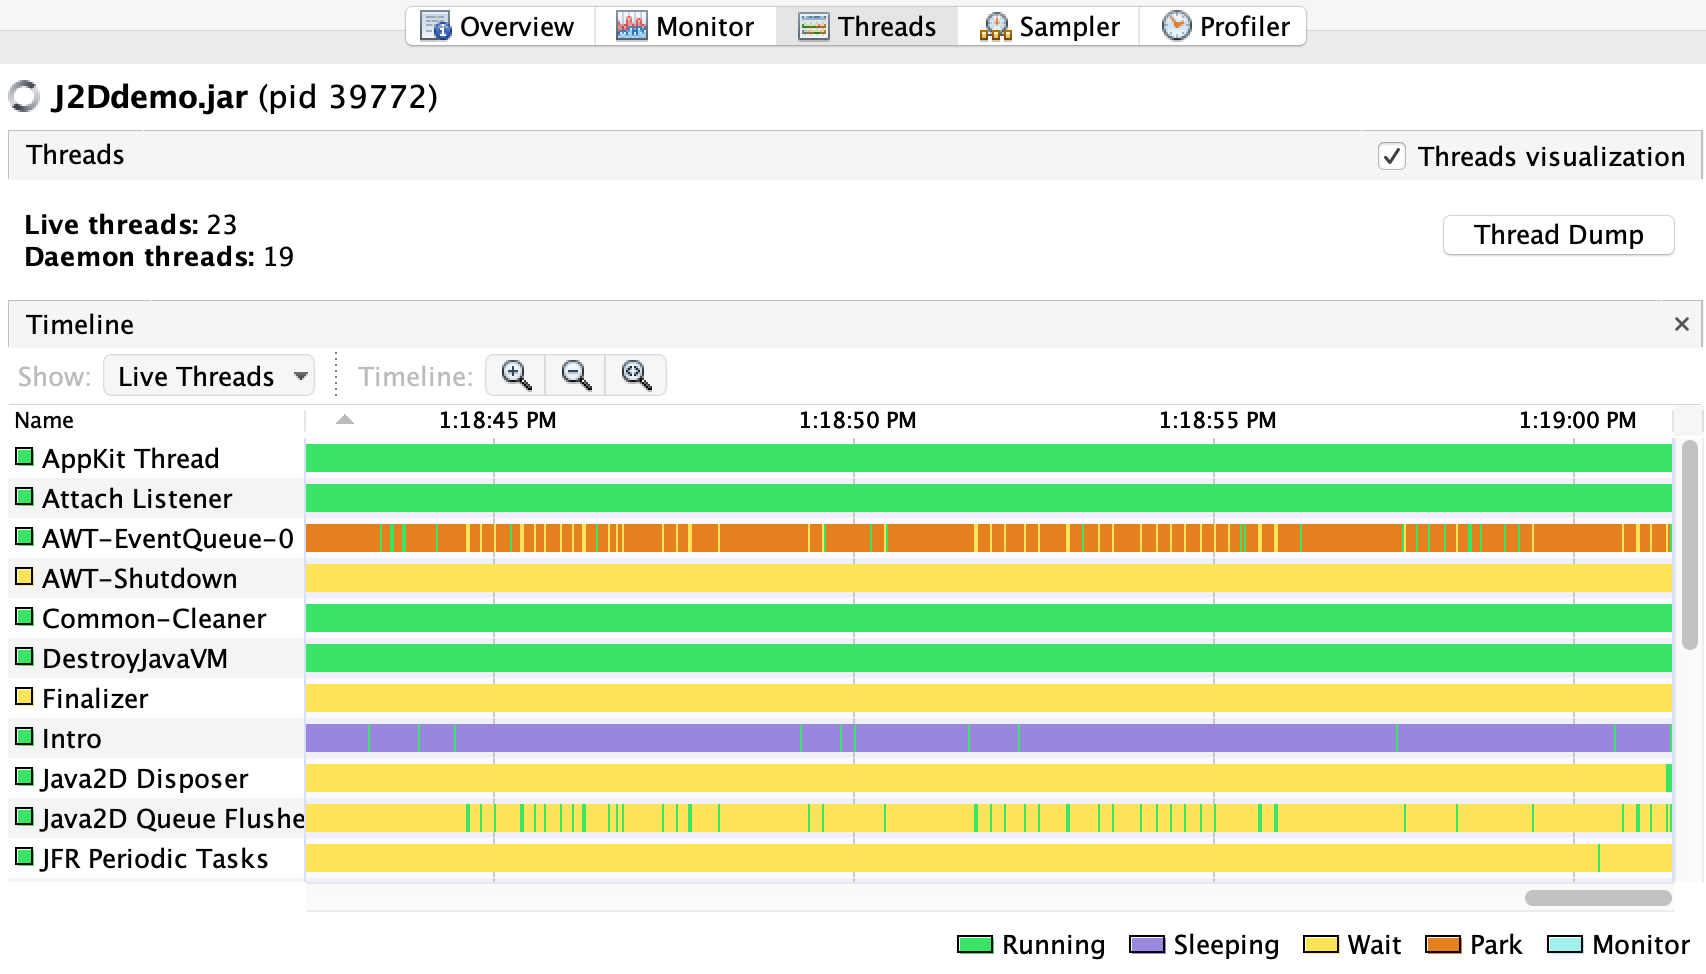 Overview Monitor Threads Sampler Profiler
J2Ddemo.jar (pid 39772)
Threads
Threads visualization
Live threads: 23
Daemon threads: 19
Thread Dump
Timeline
Show: Live Threads Timeline:
Name 1:18:45 PM 1:18:50 PM 1:18:55 PM 1:19:00 PM
AppKit Thread
Attach Listener
AWT-EventQueue-0
AWT-Shutdown
Common-Cleaner
DestroyJavaVM
Finalizer
Intro
Java2D Disposer
Java2D Queue Flushe
JFR Periodic Tasks
Running Sleeping Wait Park Monitor